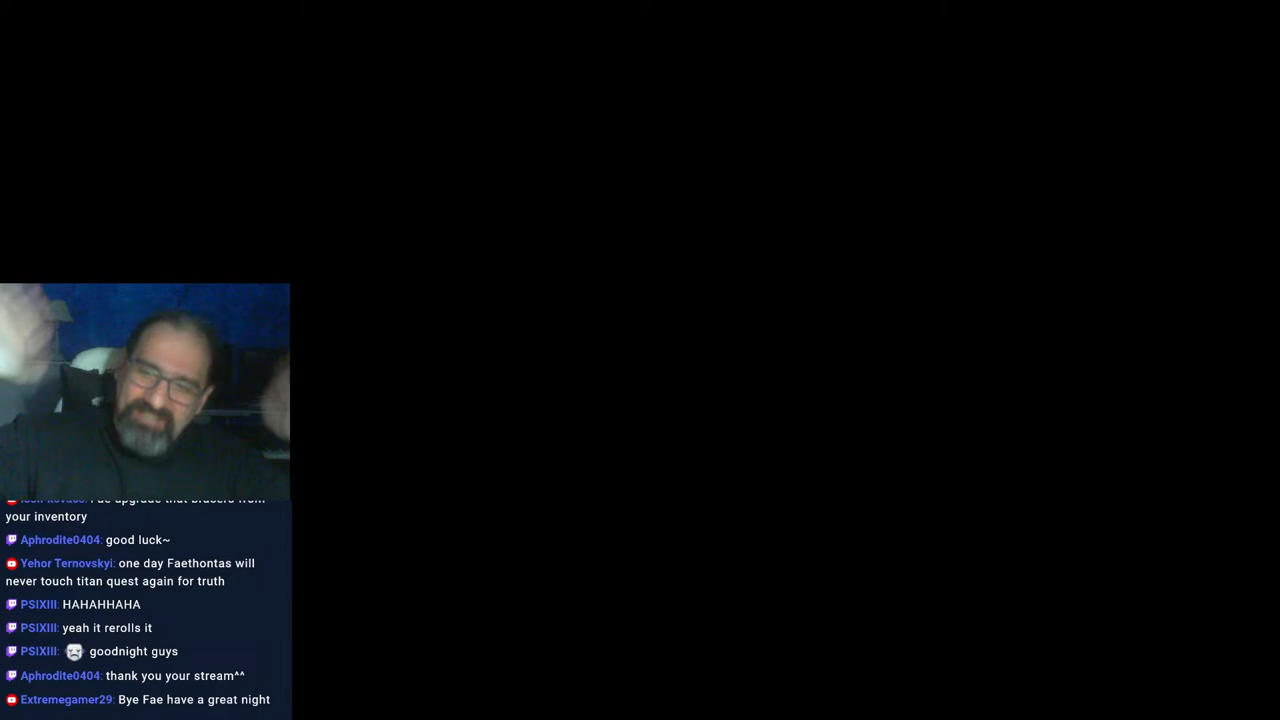 your inventory
Aphrodite0404: good luck~
Yehor Ternovskyi: one day Faethontas will
never touch titan quest again for truth
PSIXIII: HAHAHHAHA
PSIXIII: yeah it rerolls it
PSIXIII: goodnight guys
Aphrodite0404: thank you your stream^^
Extremegamer29: Bye Fae have a great night